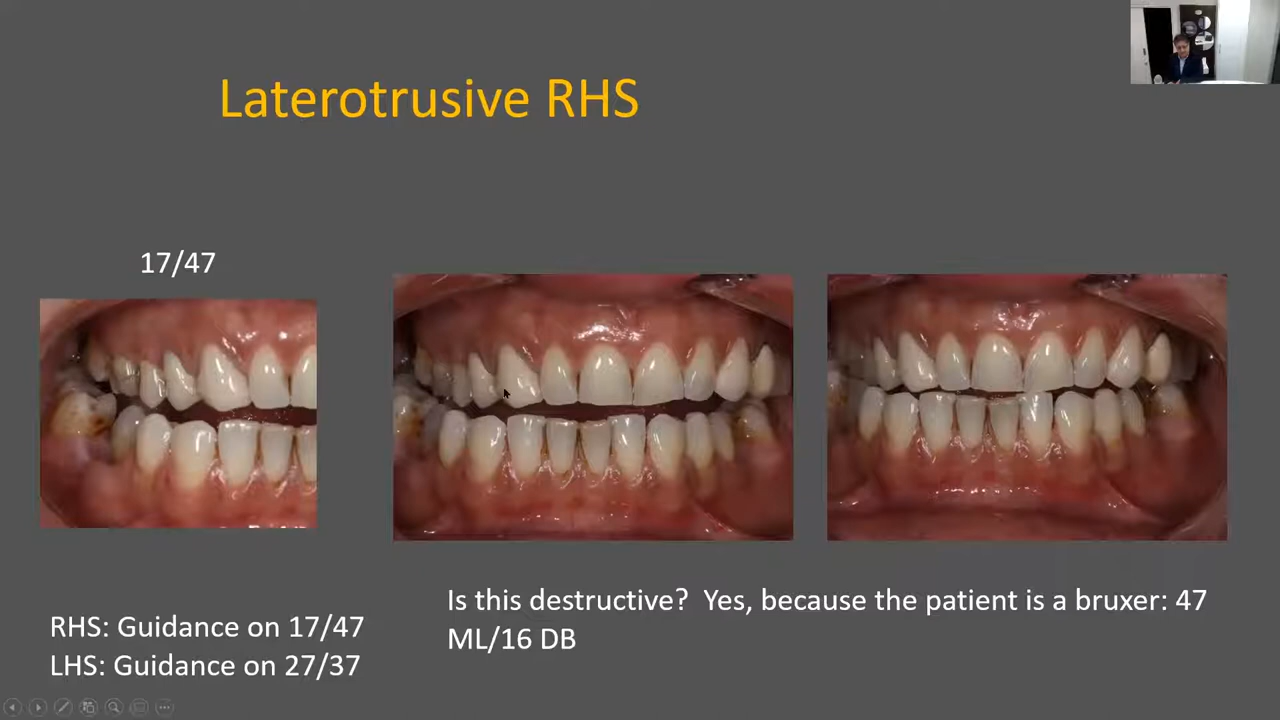 Laterotrusive RHS
17/47
Is this destructive?  Yes, because the patient is a bruxer: 47
ML/16 DB
RHS: Guidance on 17/47
LHS: Guidance on 27/37